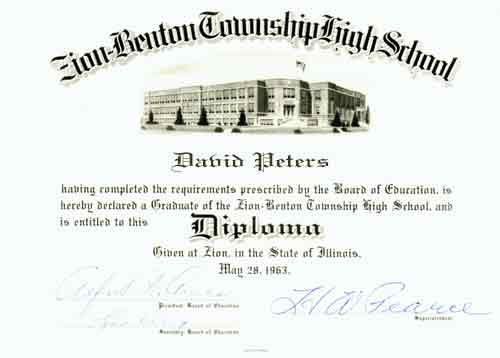 Zion-Benton Township High School
David Peters
having completed the requirements prescribed by the Board of Education, is
hereby declared a Graduate of the Zion-Benton Township High School, and
is entitled to this Diploma
Given at Zion, in the State of Illinois,
May 28, 1963.
President Board of Education
H W Pearce
Superintendent
Secretary Board of Education